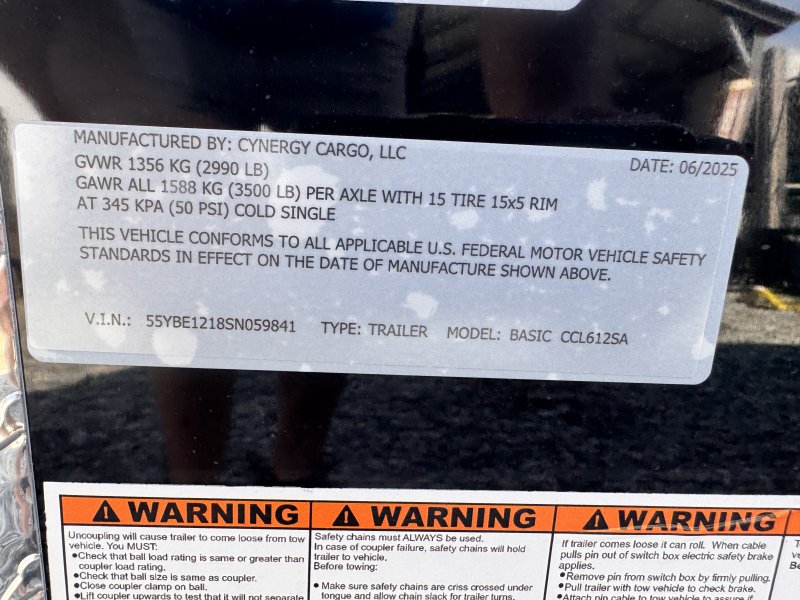 MANUFACTURED BY: CYNERGY CARGO, LLC
DATE: 06/2025
GVWR 1356 KG (2990 LB)
GAWR ALL 1588 KG (3500 LB) PER AXLE WITH 15 TIRE 15x5 RIM
AT 345 KPA (50 PSI) COLD SINGLE
THIS VEHICLE CONFORMS TO ALL APPLICABLE U.S. FEDERAL MOTOR VEHICLE SAFETY
STANDARDS IN EFFECT ON THE DATE OF MANUFACTURE SHOWN ABOVE.
V.I.N.: 55YBE1218SN059841 TYPE: TRAILER MODEL: BASIC CCL612SA
WARNING
Uncoupling will cause trailer to come loose from tow
vehicle. You MUST:
●Check that ball load rating is same or greater than
coupler load rating.
●Check that ball size is same as coupler.
●Close coupler clamp on ball.
●Lift coupler upwards to test that it will not separate
WARNING
Safety chains must ALWAYS be used.
In case of coupler failure, safety chains will hold
trailer to vehicle.
Before towing:
● Make sure safety chains are criss crossed under
tongue and allow chain slack for trailer turns.
WARNING
If trailer comes loose it can roll. When cable
pulls pin out of switch box electric safety brake
applies.
●Remove pin from switch box by firmly pulling.
●Pull trailer with tow vehicle to check brake.
●Attach pin cable to tow vehicle to assure if